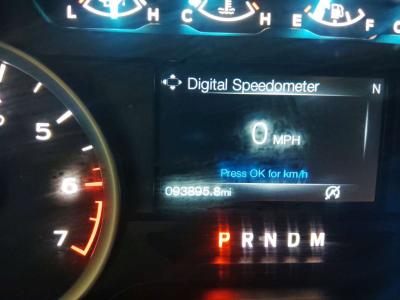 L H C H E F C
Digital Speedometer N
0 MPH
5
Press OK for km/h
6
093895.8mi
7
P R N D M